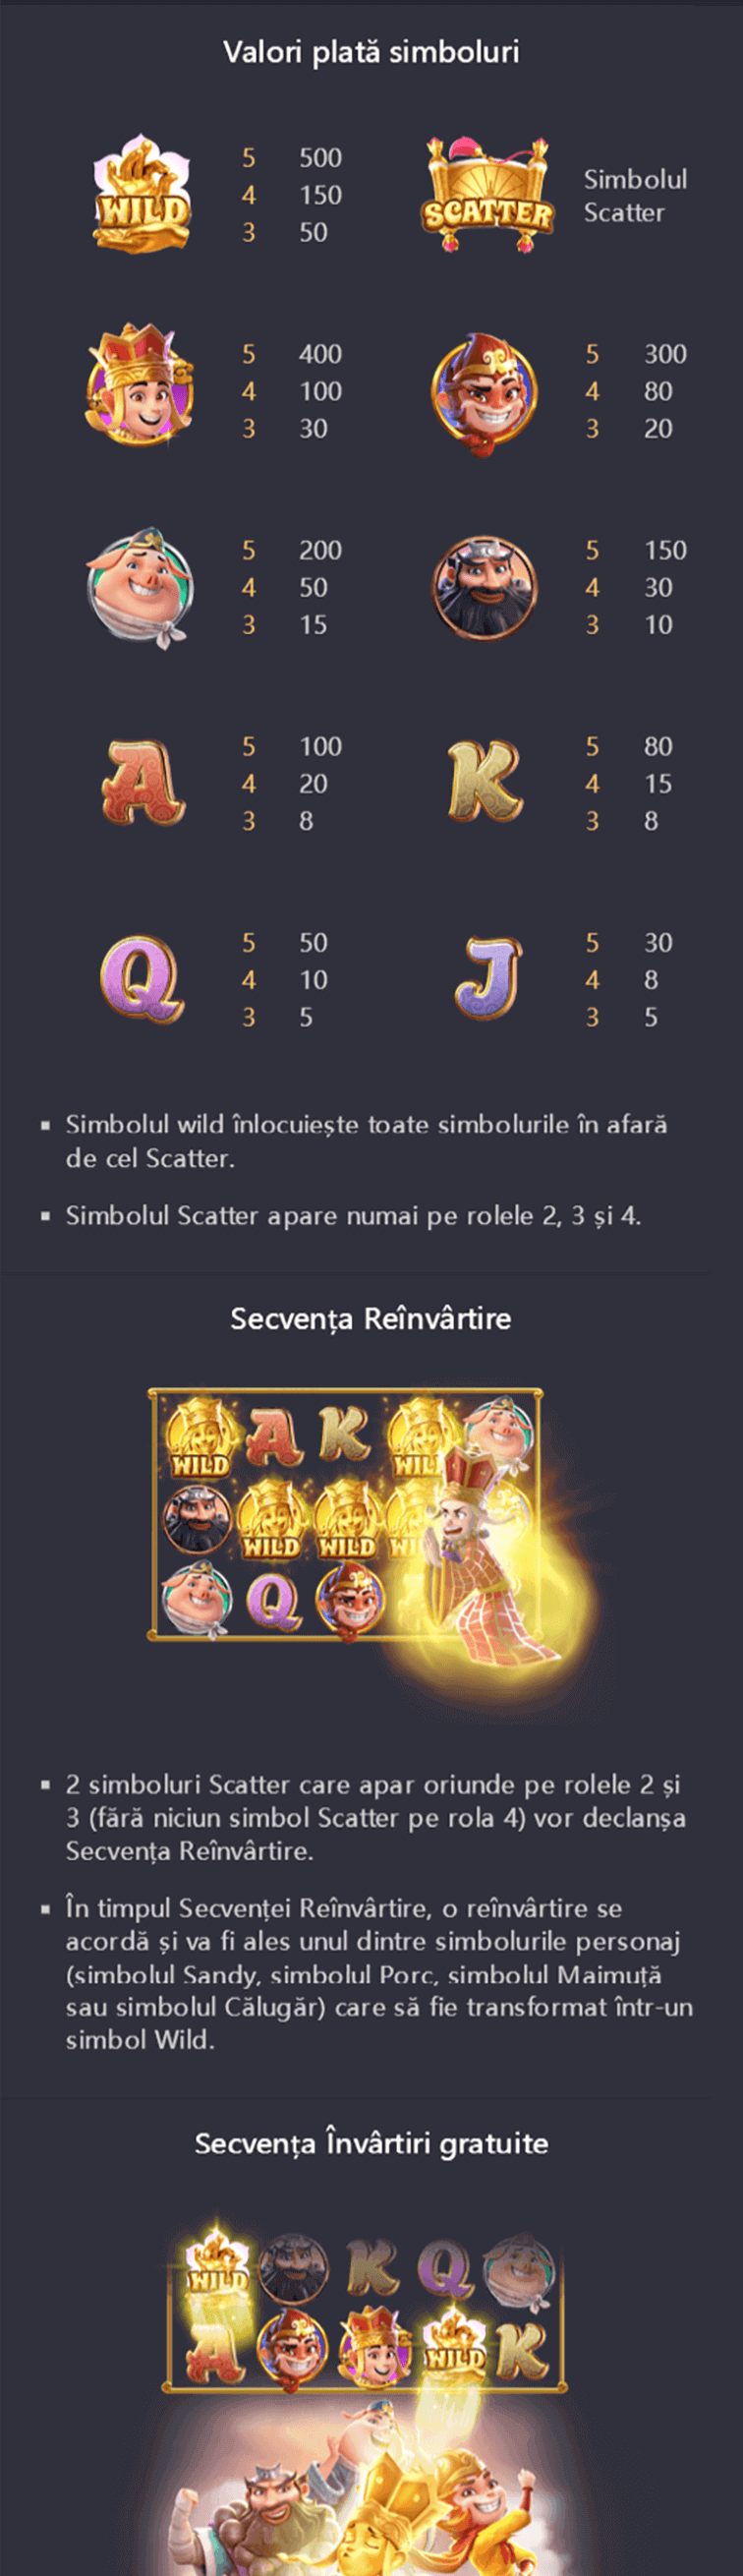 Valori plată simboluri
WILD
5 500
4 150
3 50
SCATTER
Simbolul
Scatter
5 400
4 100
3 30
5 300
4 80
3 20
5 200
4 50
3 15
5 150
4 30
3 10
A
5 100
4 20
3 8
K
5 80
4 15
3 8
Q
5 50
4 10
3 5
J
5 30
4 8
3 5
▪ Simbolul wild înlocuiește toate simbolurile în afară
de cel Scatter.
▪ Simbolul Scatter apare numai pe rolele 2, 3 și 4.
Secvența Reînvârtire
WILD A K WILD
WILD WILD WI
Q
▪ 2 simboluri Scatter care apar oriunde pe rolele 2 și
3 (fără niciun simbol Scatter pe rola 4) vor declanșa
Secvența Reînvârtire.
▪ În timpul Secvenței Reînvârtire, o reînvârtire se
acordă și va fi ales unul dintre simbolurile personaj
(simbolul Sandy, simbolul Porc, simbolul Maimuță
sau simbolul Călugăr) care să fie transformat într-un
simbol Wild.
Secvența Învârtiri gratuite
WILD K Q
A WILD K